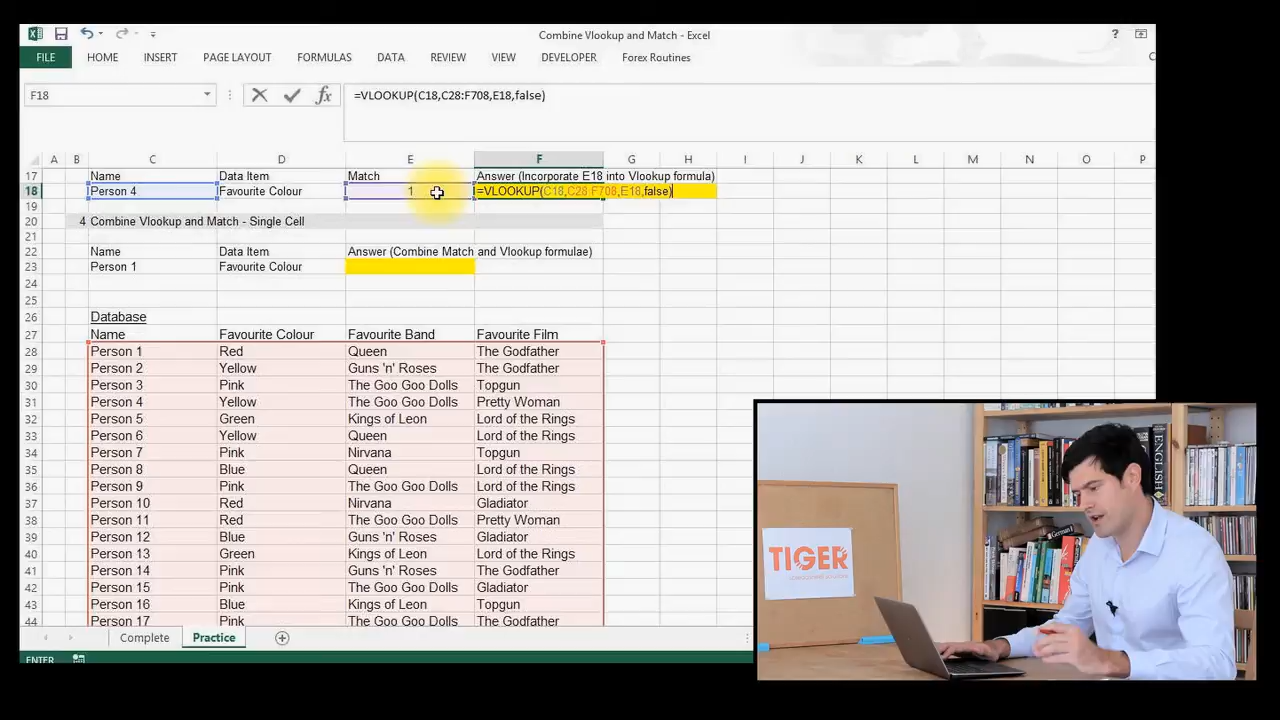 Combine Vlookup and Match - Excel
?
FILE HOME INSERT PAGE LAYOUT FORMULAS DATA REVIEW VIEW DEVELOPER Forex Routines
F18 fx =VLOOKUP(C18,C28:F708,E18,false)
A B C D E F G H I J K L M N O P
17 Name Data Item Match Answer (Incorporate E18 into Vlookup formula)
18 Person 4 Favourite Colour 1 =VLOOKUP(C18,C28:F708,E18,false)
19
20 4 Combine Vlookup and Match - Single Cell
21
22 Name Data Item Answer (Combine Match and Vlookup formulae)
23 Person 1 Favourite Colour
24
25
26 Database
27 Name Favourite Colour Favourite Band Favourite Film
28 Person 1 Red Queen The Godfather
29 Person 2 Yellow Guns 'n' Roses The Godfather
30 Person 3 Pink The Goo Goo Dolls Topgun
31 Person 4 Yellow The Goo Goo Dolls Pretty Woman
32 Person 5 Green Kings of Leon Lord of the Rings
33 Person 6 Yellow Queen Lord of the Rings
34 Person 7 Pink Nirvana Topgun
35 Person 8 Blue Queen Lord of the Rings
36 Person 9 Pink The Goo Goo Dolls Lord of the Rings
37 Person 10 Red Nirvana Gladiator
38 Person 11 Red The Goo Goo Dolls Pretty Woman
39 Person 12 Blue The Goo Goo Dolls Gladiator
40 Person 13 Green Kings of Leon Lord of the Rings
41 Person 14 Pink Guns 'n' Roses The Godfather
42 Person 15 Pink The Goo Goo Dolls Gladiator
43 Person 16 Blue Kings of Leon Topgun
44 Person 17 Pink The Goo Goo Dolls The Godfather
Complete Practice
ENTER
TIGER
ENGLISH
German